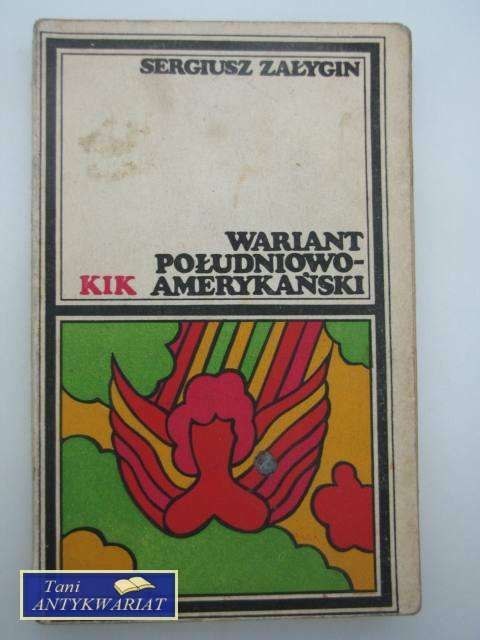 SERGIUSZ ZAŁYGIN
WARIANT
POŁUDNIOWO-
KIK AMERYKAŃSKI
Tani
ANTYKWARIAT